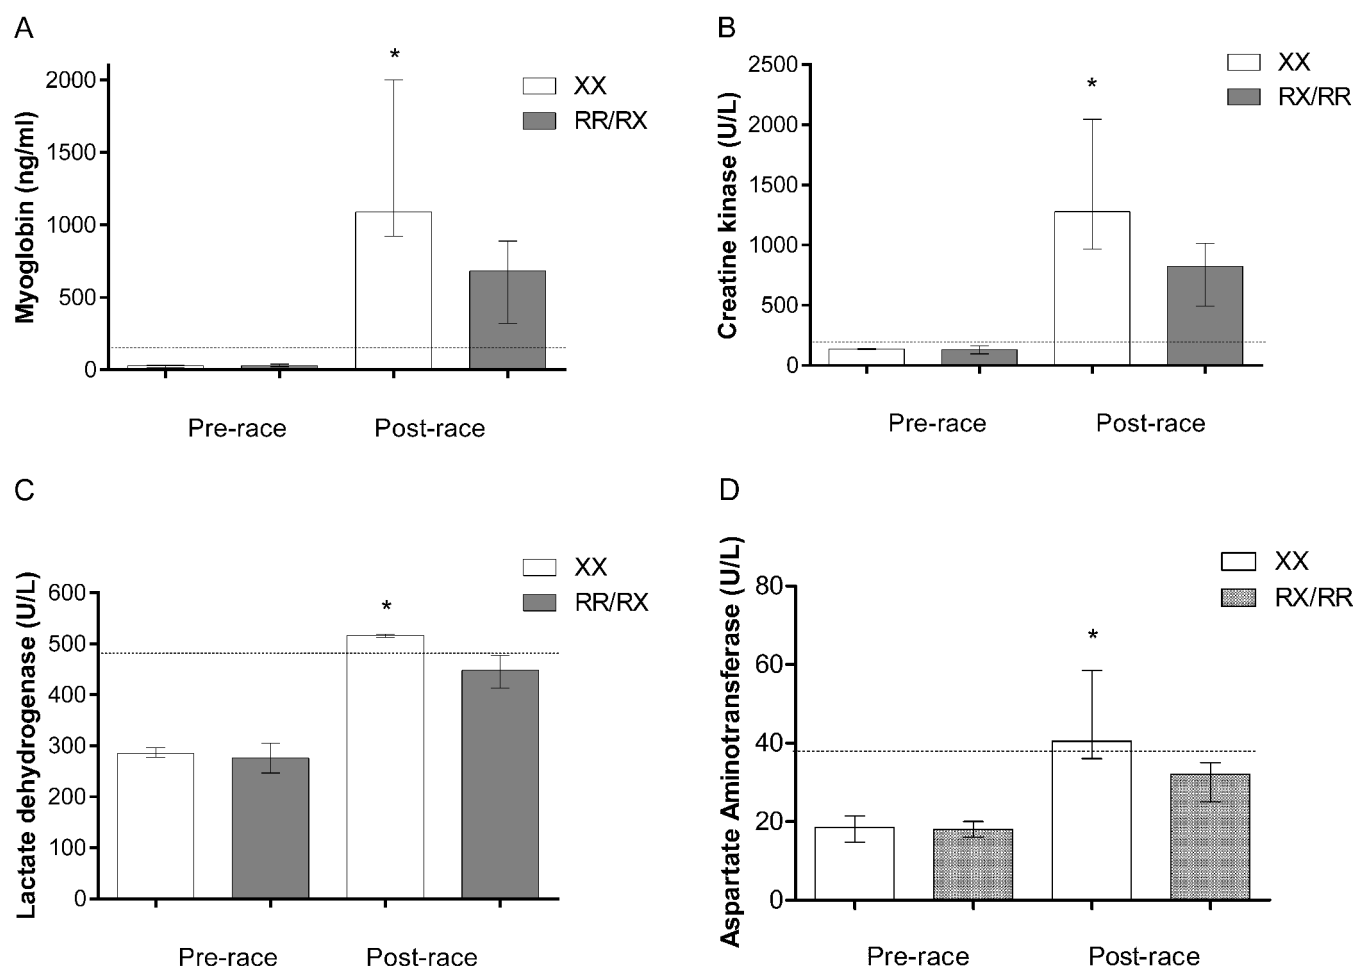 A
Myoglobin (ng/ml)
2000
1500
1000
500
0
*
XX
RR/RX
Pre-race Post-race
B
Creatine kinase (U/L)
2500
2000
1500
1000
500
0
*
XX
RX/RR
Pre-race Post-race
C
Lactate dehydrogenase (U/L)
600
500
400
300
200
100
0
*
XX
RR/RX
Pre-race Post-race
D
Aspartate Aminotransferase (U/L)
80
60
40
20
0
*
XX
RX/RR
Pre-race Post-race